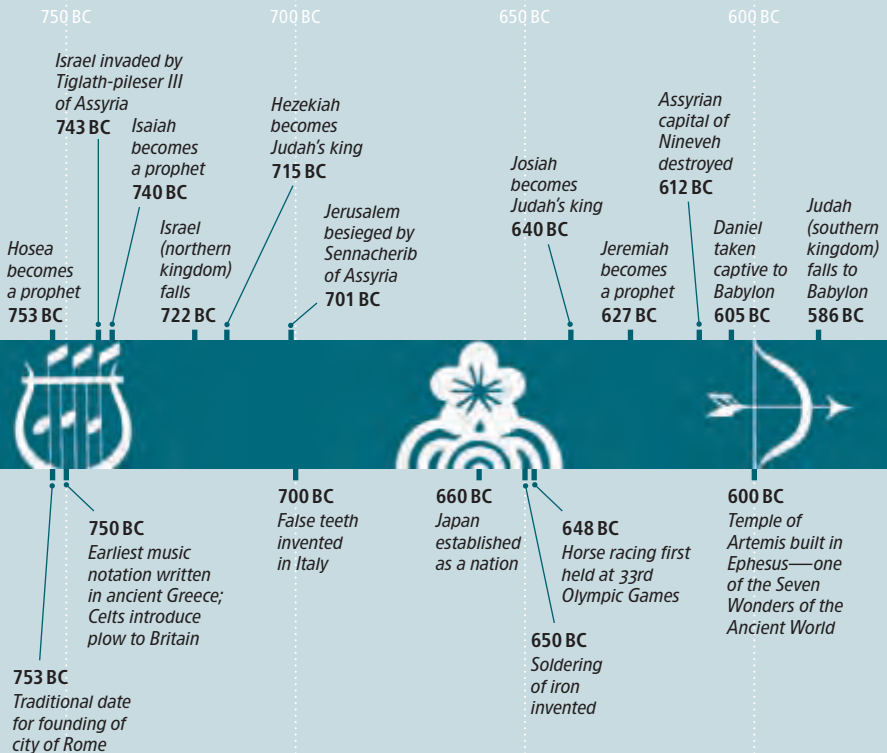 750 BC
700 BC
650 BC
600 BC
Israel invaded by
Tiglath-pileser III
of Assyria
743 BC
Isaiah
becomes
a prophet
740 BC
Hezekiah
becomes
Judah's king
715 BC
Assyrian
capital of
Nineveh
destroyed
612 BC
Josiah
becomes
Judah's king
640 BC
Jerusalem
besieged by
Sennacherib
of Assyria
701 BC
Hosea
becomes
a prophet
753 BC
Israel
(northern
kingdom)
falls
722 BC
Jeremiah
becomes
a prophet
627 BC
Daniel
taken
captive to
Babylon
605 BC
Judah
(southern
kingdom)
falls to
Babylon
586 BC
753 BC
Traditional date
for founding of
city of Rome
750 BC
Earliest music
notation written
in ancient Greece;
Celts introduce
plow to Britain
700 BC
False teeth
invented
in Italy
660 BC
Japan
established
as a nation
650 BC
Soldering
of iron
invented
648 BC
Horse racing first
held at 33rd
Olympic Games
600 BC
Temple of
Artemis built in
Ephesus—one
of the Seven
Wonders of the
Ancient World